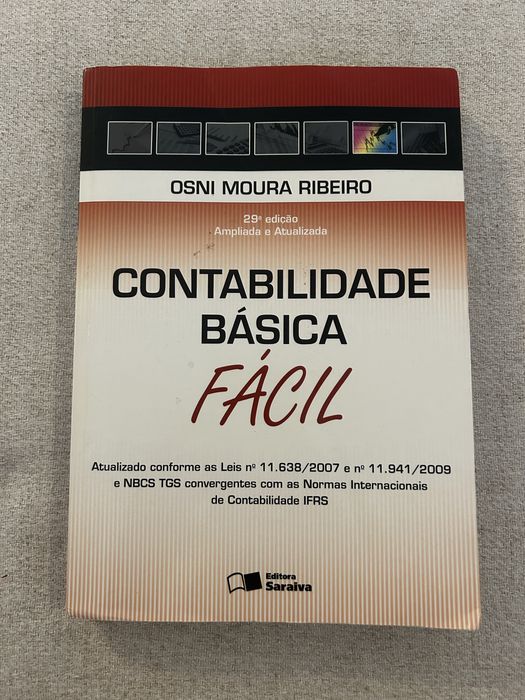 OSNI MOURA RIBEIRO
29ª edição
Ampliada e Atualizada
CONTABILIDADE
BÁSICA
FÁCIL
Atualizado conforme as Leis nº 11.638/2007 e nº 11.941/2009
e NBCS TGS convergentes com as Normas Internacionais
de Contabilidade IFRS
Editora
Saraiva